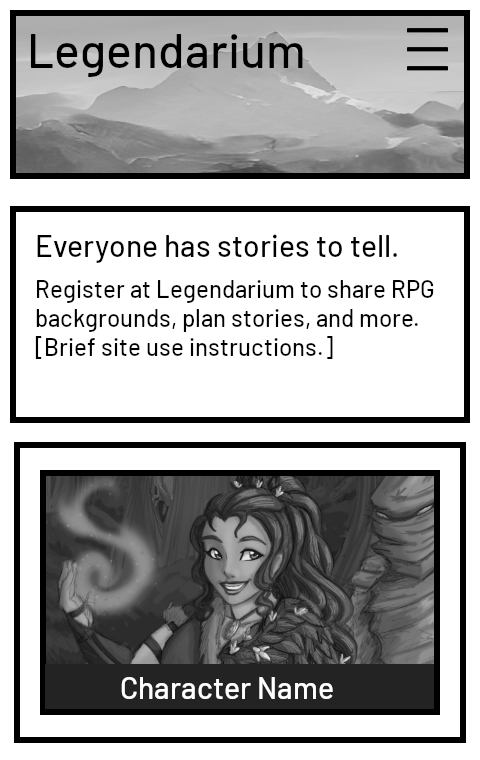 Legendarium
Everyone has stories to tell.
Register at Legendarium to share RPG
backgrounds, plan stories, and more.
[Brief site use instructions.]
Character Name